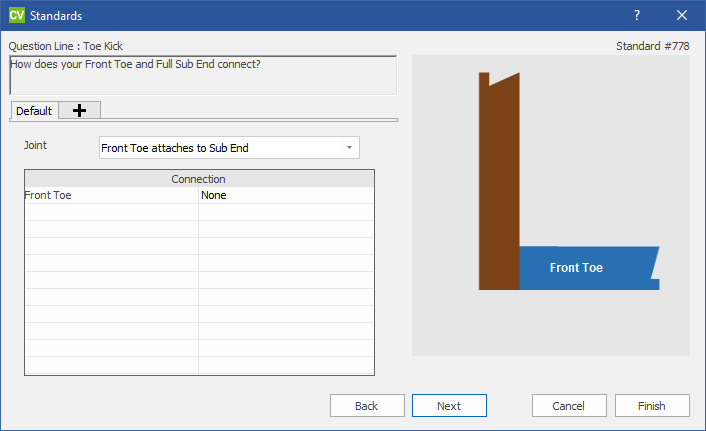 CV Standards ?
Question Line : Toe Kick
Standard #778
How does your Front Toe and Full Sub End connect?
Default
Joint
Front Toe attaches to Sub End
Connection
Front Toe None
Front Toe
Back Next Cancel Finish